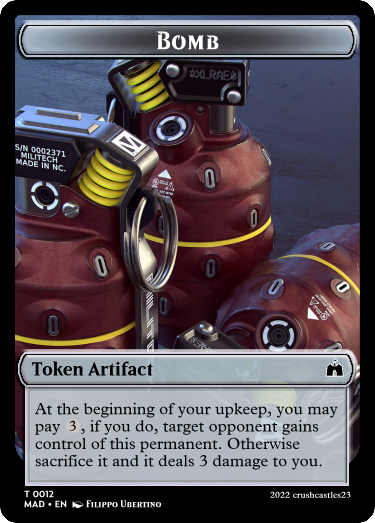 Bomb
*XLRAE*
S/N 0002371
MILITECH
MADE IN NC.
Token Artifact
At the beginning of your upkeep, you may
pay 3, if you do, target opponent gains
control of this permanent. Otherwise
sacrifice it and it deals 3 damage to you.
T 0012
MAD • EN Filippo Ubertino
2022 crushcastles23